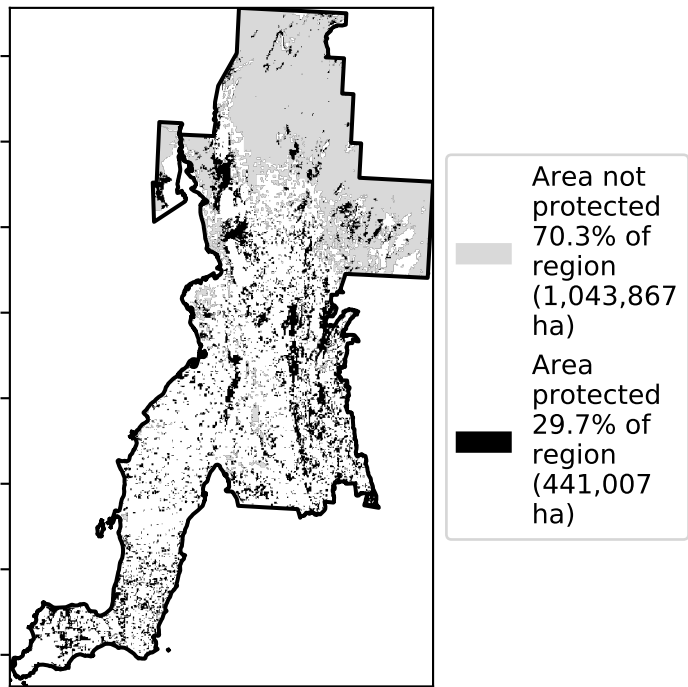 Area not
protected
70.3% of
region
(1,043,867
ha)
Area
protected
29.7% of
region
(441,007
ha)